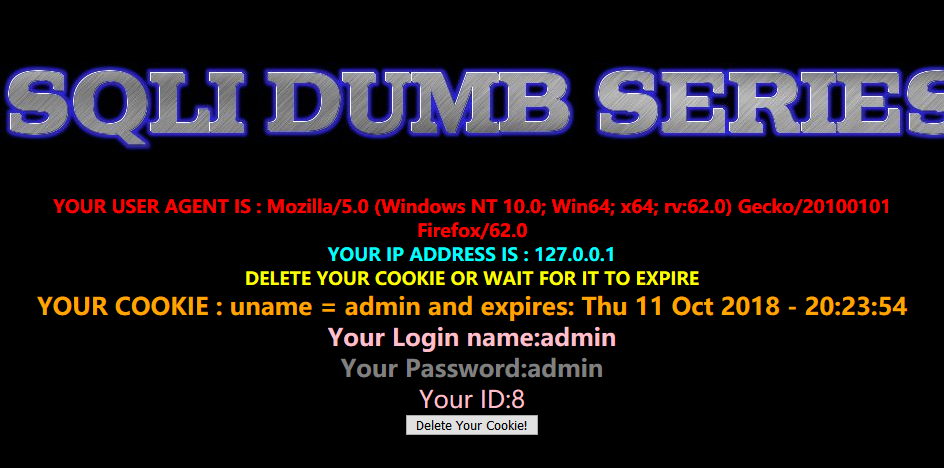 SQLI DUMB SERIES
YOUR USER AGENT IS : Mozilla/5.0 (Windows NT 10.0; Win64; x64; rv:62.0) Gecko/20100101
Firefox/62.0
YOUR IP ADDRESS IS : 127.0.0.1
DELETE YOUR COOKIE OR WAIT FOR IT TO EXPIRE
YOUR COOKIE : uname = admin and expires: Thu 11 Oct 2018 - 20:23:54
Your Login name:admin
Your Password:admin
Your ID:8
Delete Your Cookie!